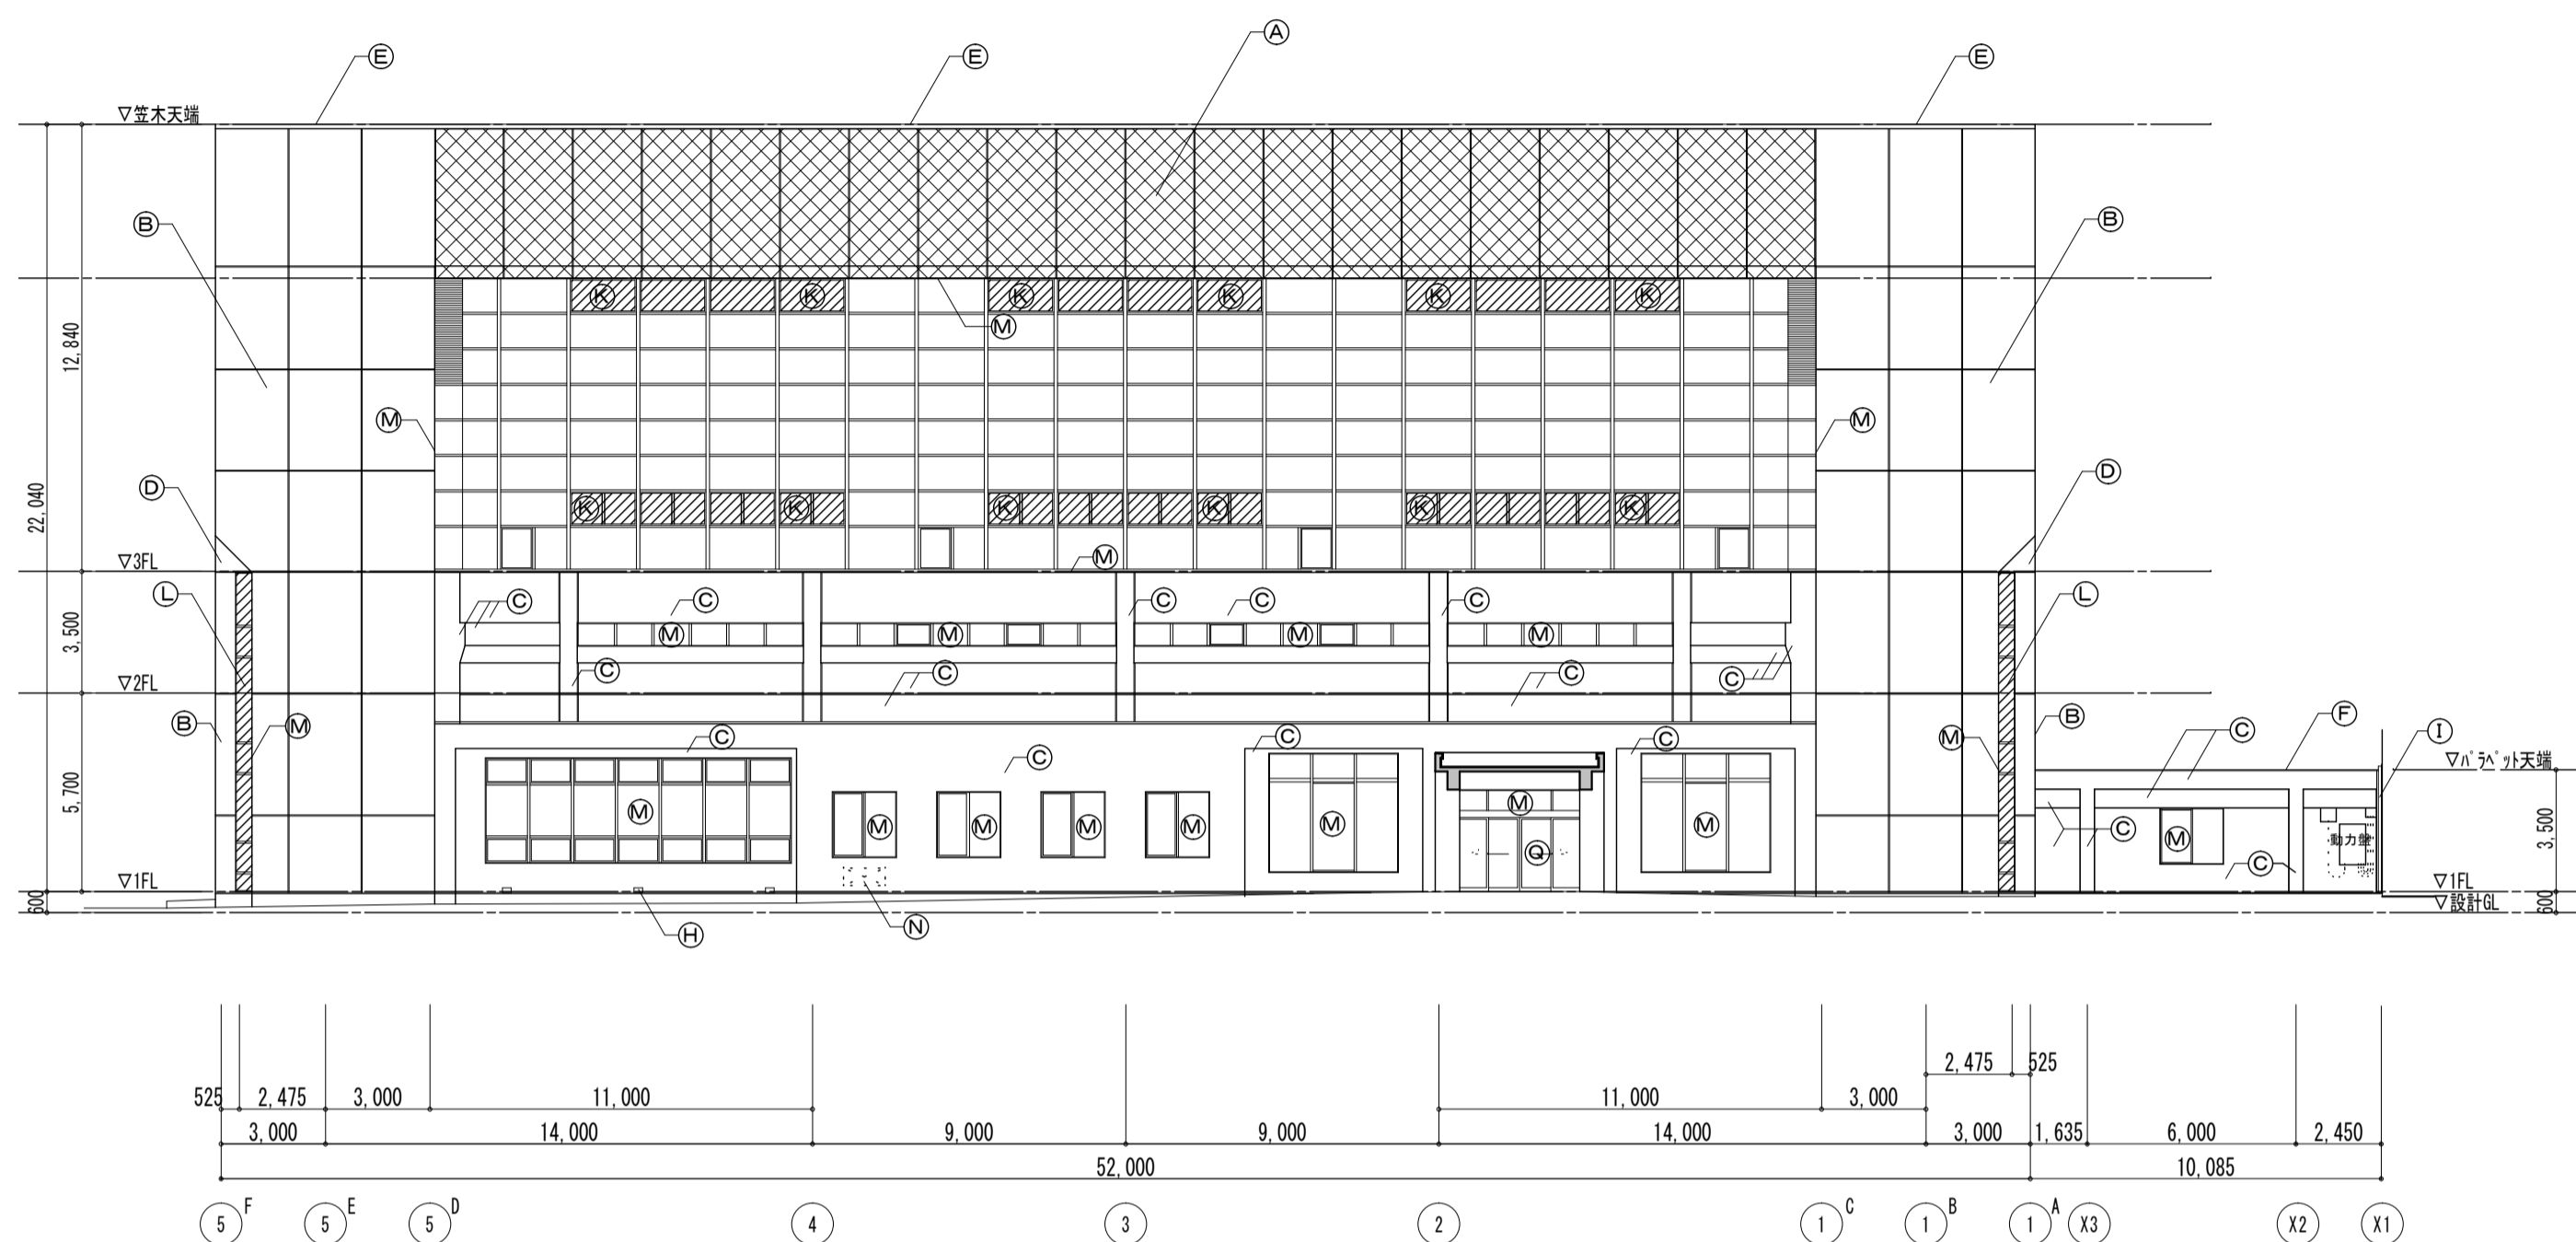 Ⓐ
Ⓔ Ⓔ Ⓔ
▽笠木天端
Ⓑ Ⓑ
Ⓚ Ⓚ Ⓚ Ⓚ Ⓚ Ⓚ
Ⓜ
12,840
Ⓜ Ⓜ
22,040
Ⓓ Ⓓ
Ⓚ Ⓚ Ⓚ Ⓚ Ⓚ Ⓚ
▽3FL
Ⓜ
Ⓛ Ⓒ Ⓒ Ⓒ Ⓒ Ⓒ Ⓛ
3,500
Ⓜ Ⓜ Ⓜ Ⓜ
Ⓒ Ⓒ Ⓒ Ⓒ
▽2FL
Ⓑ Ⓜ Ⓑ Ⓕ
Ⓒ Ⓒ Ⓒ Ⓒ Ⓜ Ⓒ Ⓘ
Ⓒ
▽パラペット天端
5,700
Ⓜ Ⓜ Ⓜ Ⓜ Ⓜ Ⓜ Ⓜ Ⓜ Ⓒ Ⓜ 動力盤
3,500
Ⓠ Ⓒ
▽1FL ▽1FL
600 ▽設計GL 600
Ⓗ Ⓝ
2,475 525
525 2,475 3,000 11,000 11,000 3,000
3,000 14,000 9,000 9,000 14,000 3,000 1,635 6,000 2,450
52,000 10,085
5 F 5 E 5 D 4 3 2 1 C 1 B 1 A X3 X2 X1